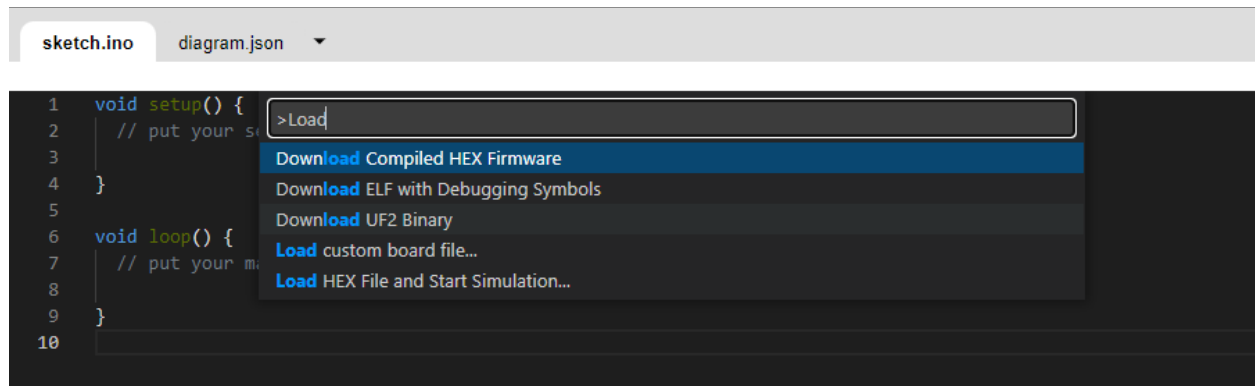 sketch.ino diagram.json
1 void setup() {
2 // put your s
3
4 }
5
6 void loop() {
7 // put your m
8
9 }
10
>Load
Download Compiled HEX Firmware
Download ELF with Debugging Symbols
Download UF2 Binary
Load custom board file...
Load HEX File and Start Simulation...